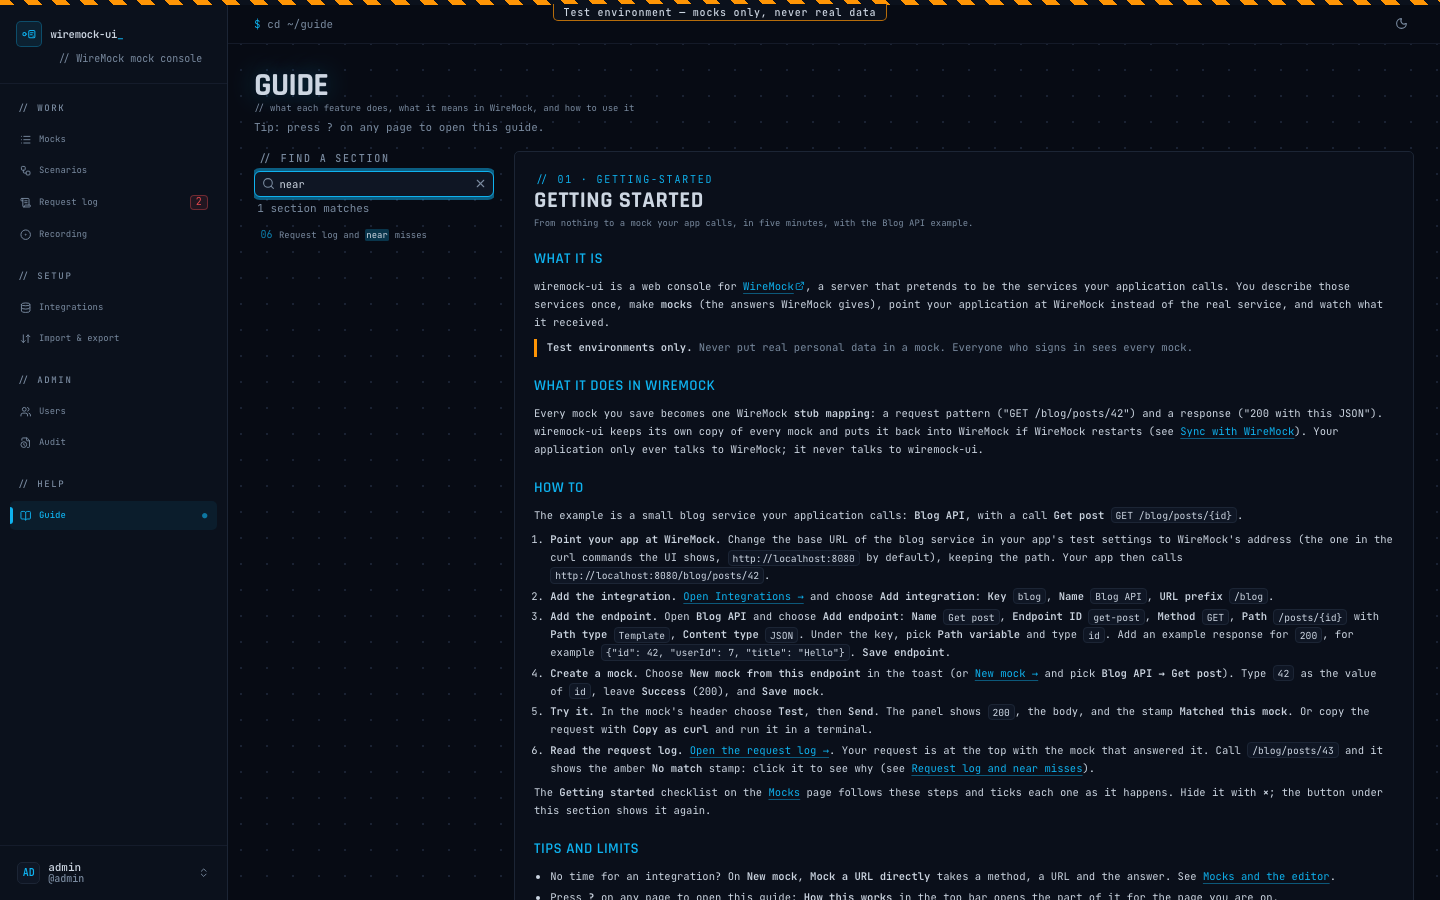 Test environment — mocks only, never real data
wiremock-ui_
// WireMock mock console
$ cd ~/guide
// WORK
Mocks
Scenarios
Request log 2
Recording
// SETUP
Integrations
Import & export
// ADMIN
Users
Audit
// HELP
Guide
AD admin
@admin
GUIDE
// what each feature does, what it means in WireMock, and how to use it
Tip: press ? on any page to open this guide.
// FIND A SECTION
near
1 section matches
06 Request log and near misses
// 01 · GETTING-STARTED
GETTING STARTED
From nothing to a mock your app calls, in five minutes, with the Blog API example.
WHAT IT IS
wiremock-ui is a web console for WireMock, a server that pretends to be the services your application calls. You describe those
services once, make mocks (the answers WireMock gives), point your application at WireMock instead of the real service, and watch what
it received.
Test environments only. Never put real personal data in a mock. Everyone who signs in sees every mock.
WHAT IT DOES IN WIREMOCK
Every mock you save becomes one WireMock stub mapping: a request pattern ("GET /blog/posts/42") and a response ("200 with this JSON").
wiremock-ui keeps its own copy of every mock and puts it back into WireMock if WireMock restarts (see Sync with WireMock). Your
application only ever talks to WireMock; it never talks to wiremock-ui.
HOW TO
The example is a small blog service your application calls: Blog API, with a call Get post GET /blog/posts/{id}.
1. Point your app at WireMock. Change the base URL of the blog service in your app's test settings to WireMock's address (the one in the
curl commands the UI shows, http://localhost:8080 by default), keeping the path. Your app then calls
http://localhost:8080/blog/posts/42.
2. Add the integration. Open Integrations → and choose Add integration: Key blog, Name Blog API, URL prefix /blog.
3. Add the endpoint. Open Blog API and choose Add endpoint: Name Get post, Endpoint ID get-post, Method GET, Path /posts/{id} with
Path type Template, Content type JSON. Under the key, pick Path variable and type id. Add an example response for 200, for
example {"id": 42, "userId": 7, "title": "Hello"}. Save endpoint.
4. Create a mock. Choose New mock from this endpoint in the toast (or New mock → and pick Blog API → Get post). Type 42 as the value
of id, leave Success (200), and Save mock.
5. Try it. In the mock's header choose Test, then Send. The panel shows 200, the body, and the stamp Matched this mock. Or copy the
request with Copy as curl and run it in a terminal.
6. Read the request log. Open the request log →. Your request is at the top with the mock that answered it. Call /blog/posts/43 and it
shows the amber No match stamp: click it to see why (see Request log and near misses).
The Getting started checklist on the Mocks page follows these steps and ticks each one as it happens. Hide it with ×; the button under
this section shows it again.
TIPS AND LIMITS
• No time for an integration? On New mock, Mock a URL directly takes a method, a URL and the answer. See Mocks and the editor.
• Press ? on any page to open this guide; How this works in the top bar opens the part of it for the page you are on.